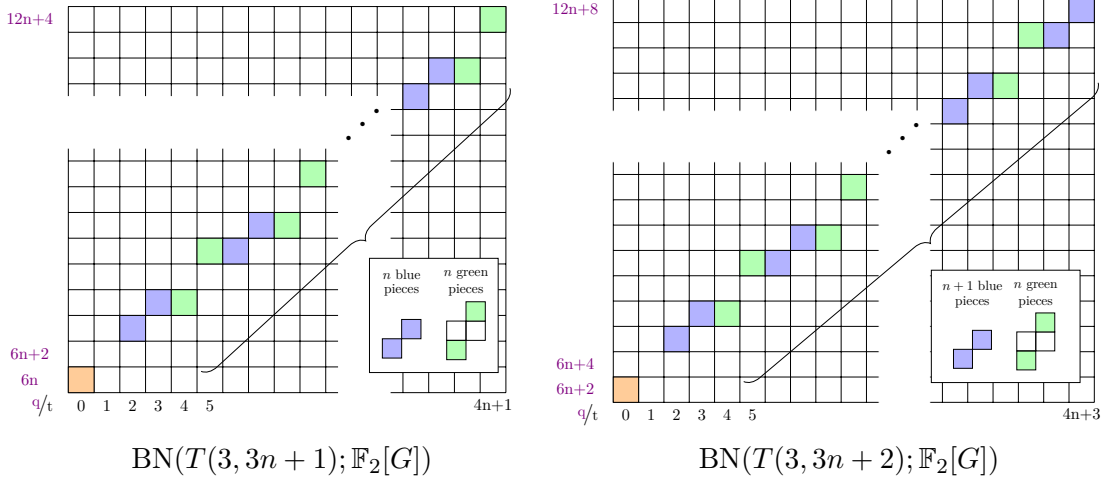 12n+4
6n+2
6n
q/t
0 1 2 3 4 5
4n+1
n blue pieces
n green pieces
BN(T(3, 3n + 1); 𝔽₂[G])
12n+8
6n+4
6n+2
q/t
0 1 2 3 4 5
4n+3
n + 1 blue pieces
n green pieces
BN(T(3, 3n + 2); 𝔽₂[G])